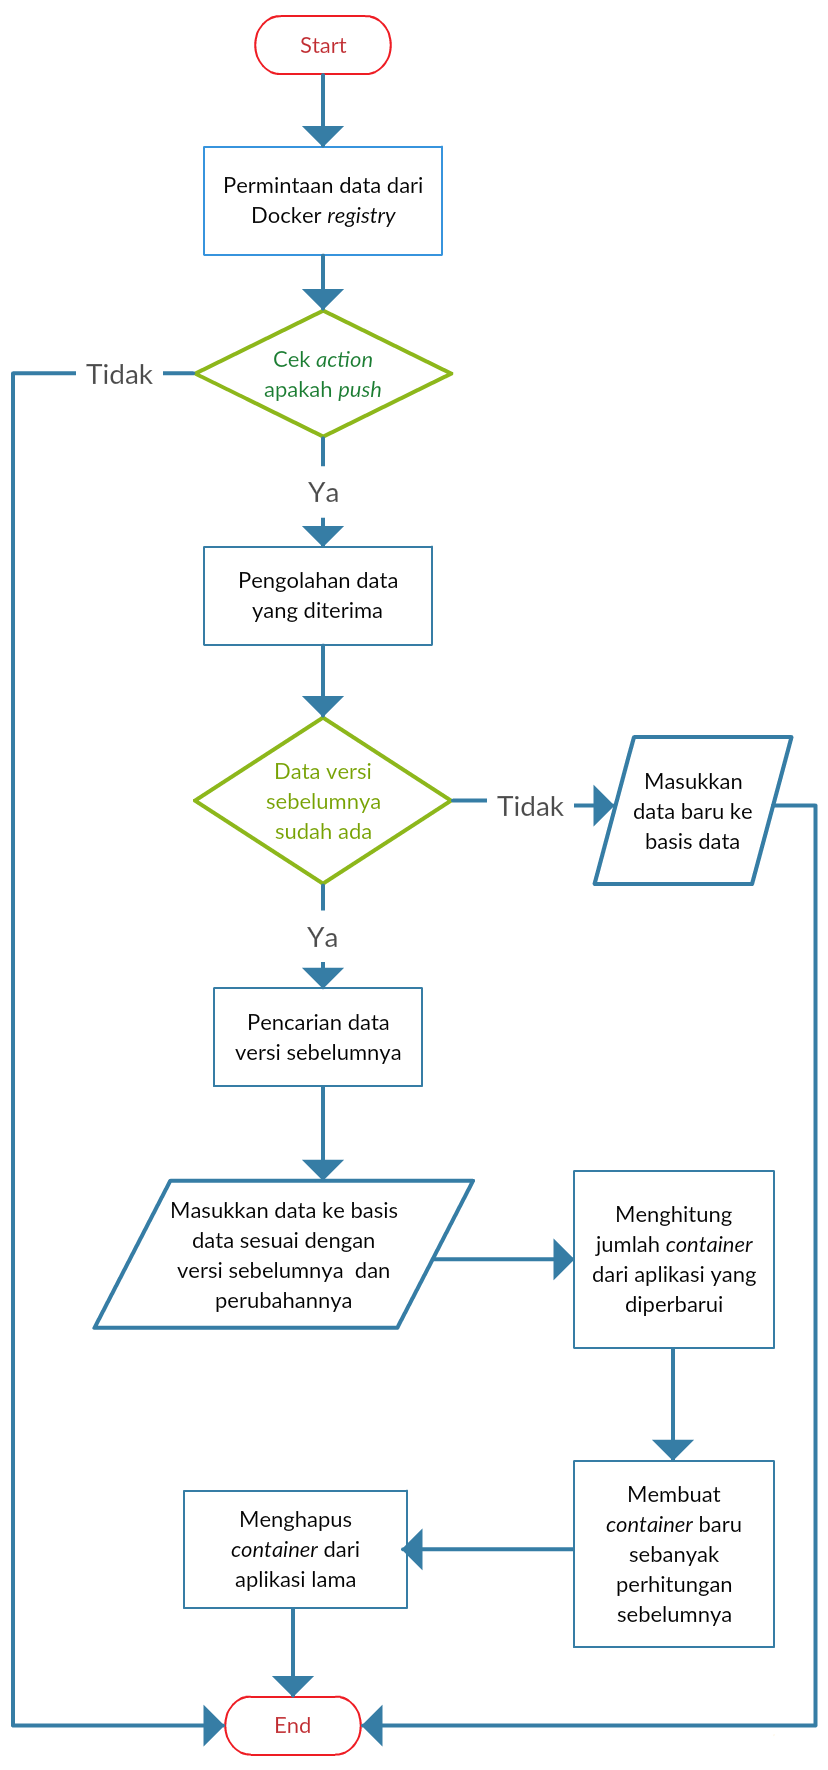 Start
Permintaan data dari
Docker registry
Cek action
apakah push
Tidak
Ya
Pengolahan data
yang diterima
Data versi
sebelumnya
sudah ada
Tidak
Masukkan
data baru ke
basis data
Ya
Pencarian data
versi sebelumnya
Masukkan data ke basis
data sesuai dengan
versi sebelumnya dan
perubahannya
Menghitung
jumlah container
dari aplikasi yang
diperbarui
Membuat
container baru
sebanyak
perhitungan
sebelumnya
Menghapus
container dari
aplikasi lama
End